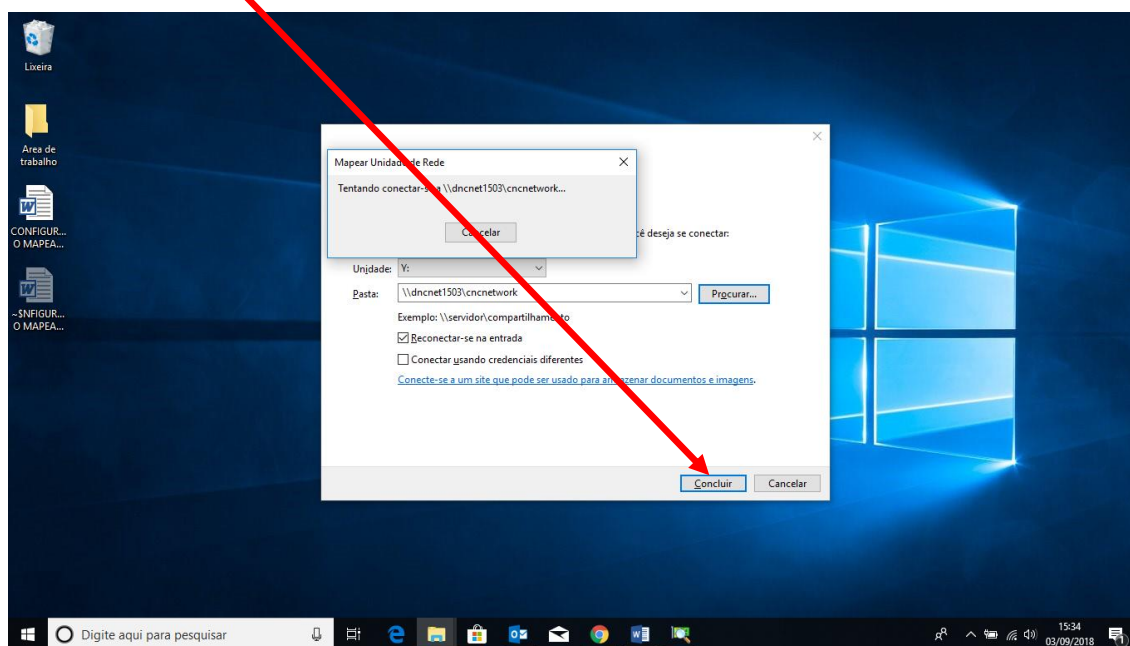 Lixeira
Area de
trabalho
CONFIGUR...
O MAPEA...
~$NFIGUR...
O MAPEA...
Mapear Unidade de Rede
Tentando conectar-se a \\dncnet1503\cncnetwork...
Cancelar
deseja se conectar:
Unidade:
Y:
Pasta:
\\dncnet1503\cncnetwork
Procurar...
Exemplo: \\servidor\compartilhamento
Reconectar-se na entrada
Conectar usando credenciais diferentes
Conecte-se a um site que pode ser usado para armazenar documentos e imagens.
Concluir
Cancelar
Digite aqui para pesquisar
15:34
03/09/2018